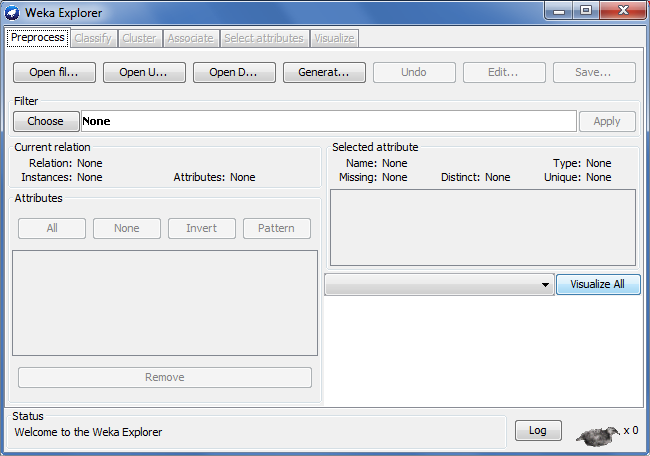 Weka Explorer
Preprocess Classify Cluster Associate Select attributes Visualize
Open fil... Open U... Open D... Generat... Undo Edit... Save...
Filter
Choose None Apply
Current relation
Relation: None
Instances: None Attributes: None
Selected attribute
Name: None Type: None
Missing: None Distinct: None Unique: None
Attributes
All None Invert Pattern
Visualize All
Remove
Status
Welcome to the Weka Explorer
Log x 0